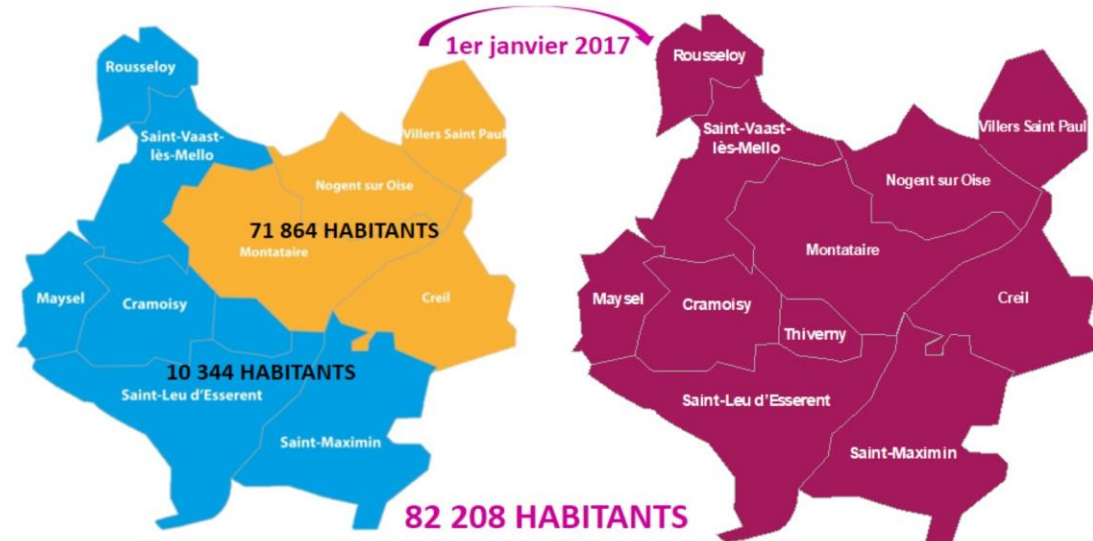 1er janvier 2017
Rousseloy
Saint-Vaast-
lès-Mello
Villers Saint Paul
Nogent sur Oise
71 864 HABITANTS
Montataire
Maysel
Cramoisy
Creil
10 344 HABITANTS
Saint-Leu d'Esserent
Saint-Maximin
Rousseloy
Saint-Vaast-
lès-Mello
Villers Saint Paul
Nogent sur Oise
Montataire
Maysel
Cramoisy
Creil
Thiverny
Saint-Leu d'Esserent
Saint-Maximin
82 208 HABITANTS